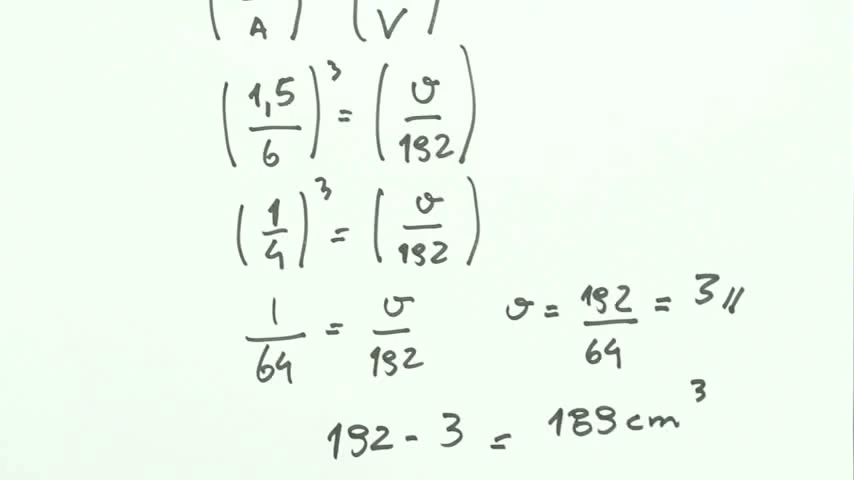 ( A ) ( V )
(1,5/6)³ = (v/192)
(1/4)³ = (v/192)
1/64 = v/192 v = 192/64 = 3//
192 - 3 = 189 cm³